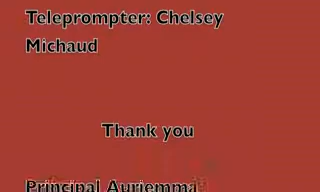 Teleprompter: Chelsey
Michaud
Thank you
Principal Auriemma